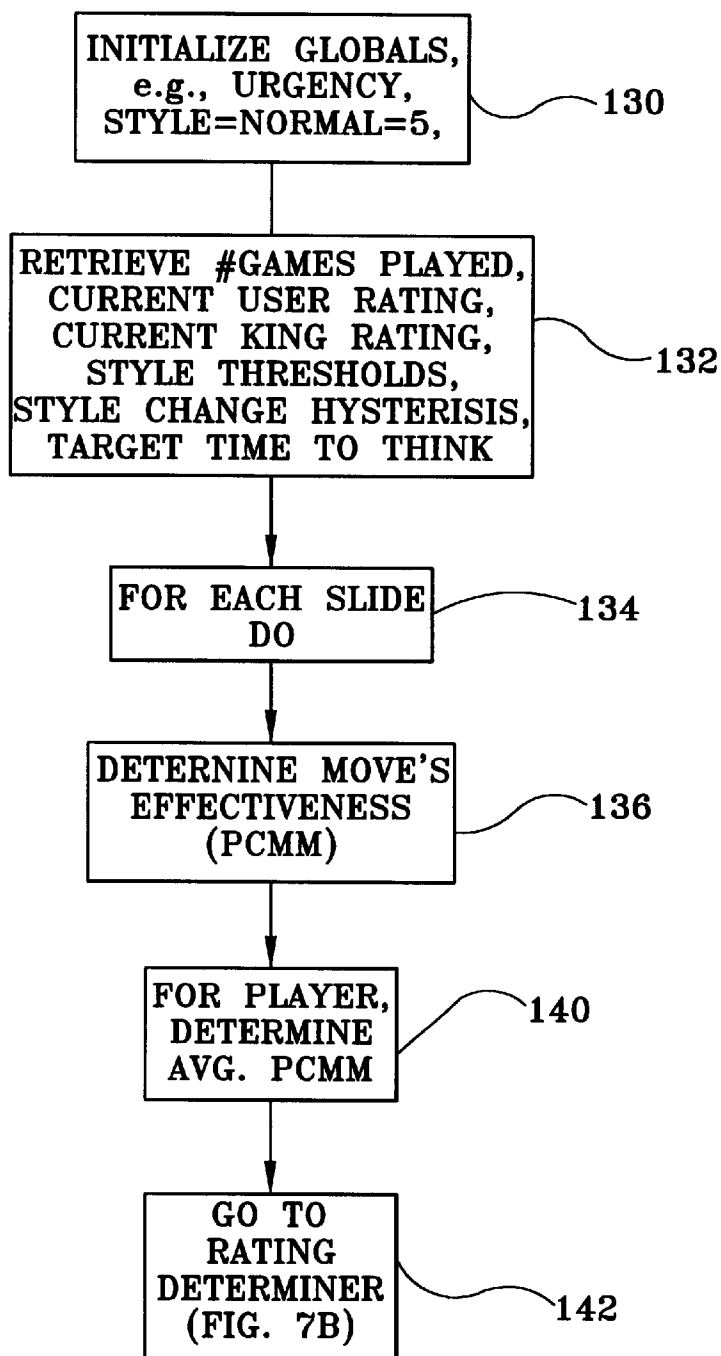 INITIALIZE GLOBALS,
e.g., URGENCY,
STYLE=NORMAL=5,
130
RETRIEVE #GAMES PLAYED,
CURRENT USER RATING,
CURRENT KING RATING,
STYLE THRESHOLDS,
STYLE CHANGE HYSTERISIS,
TARGET TIME TO THINK
132
FOR EACH SLIDE
DO
134
DETERNINE MOVE'S
EFFECTIVENESS
(PCMM)
136
FOR PLAYER,
DETERMINE
AVG. PCMM
140
GO TO
RATING
DETERMINER
(FIG. 7B)
142